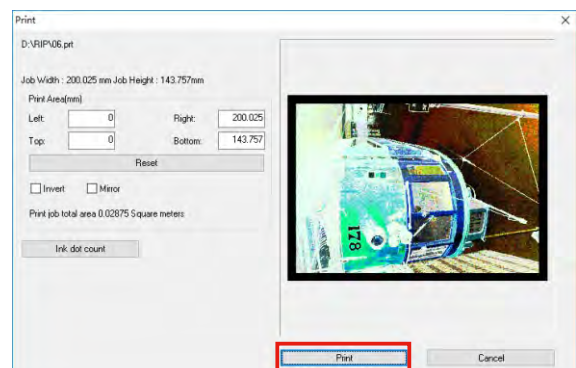 Print
D:\RIP\06.prt
Job Width : 200.025 mm Job Height : 143.757mm
Print Area(mm)
Left: 0 Right: 200.025
Top: 0 Bottom: 143.757
Reset
Invert Mirror
Print job total area 0.02875 Square meters
Ink dot count
178
Print Cancel